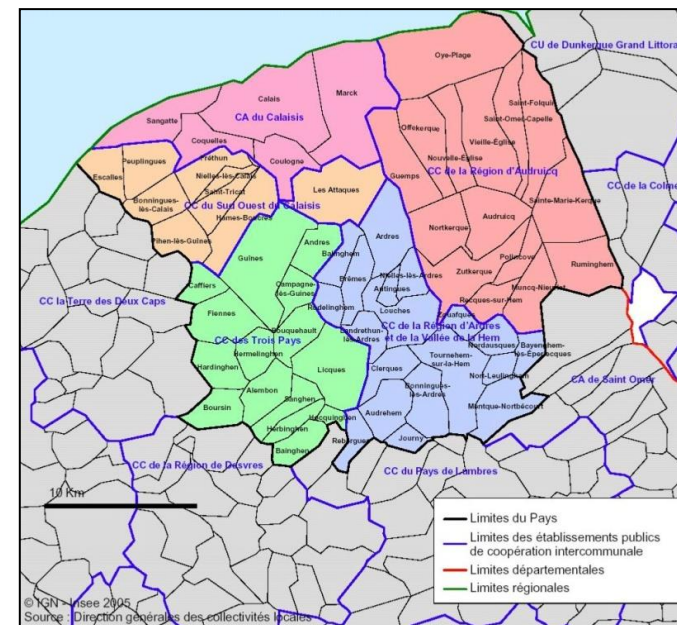 CU de Dunkerque Grand Littora
Oye-Plage
Calais
Marck
Saint-Folquin
Sangatte
CA du Calaisis
Saint-Omer-Capelle
Offekerque
Vieille-Église
Coquelles
Coulogne
Peuplingues
Fréthun
Nouvelle-Église
Escalles
Nielles-lès-Calais
CC de la Région d'Audruicq
Saint-Tricat
Guemps
CC de la Colme
Les Attaques
Bonningues-lès-Calais
CC du Sud Ouest du Calaisis
Sainte-Marie-Kerque
Hames-Boucres
Audruicq
Pihen-lès-Guînes
Nortkerque
Ardres
Andres
Guînes
Balinghem
Polincove
Ruminghem
Zutkerque
Brêmes
Nielles-lès-Ardres
Autingues
Caffiers
Campagne-lès-Guînes
Muncq-Nieurlet
Recques-sur-Hem
CC la Terre des Deux Caps
Rodelinghem
Louches
Fiennes
Zouafques
CC des Trois Pays
Bouquehault
Landrethun-lès-Ardres
CC de la Région d'Ardres
et de la Vallée de la Hem
Nordausques
Bayenghem-lès-Éperlecques
Hermelinghen
Tournehem-sur-la-Hem
Hardinghen
Licques
Clerques
Non-Leulinghem
CA de Saint Omer
Alembon
Sanghen
Bonningues-lès-Ardres
Boursin
Audrehem
Mentque-Nortbécourt
Hocquinghen
Herbinghen
Journy
Rebergues
Bainghen
CC de la Région de Desvres
CC du Pays de Lumbres
10 Km
Limites du Pays
Limites des établissements publics
de coopération intercommunale
Limites départementales
Limites régionales
© IGN - Insee 2005
Source : Direction générales des collectivités locales